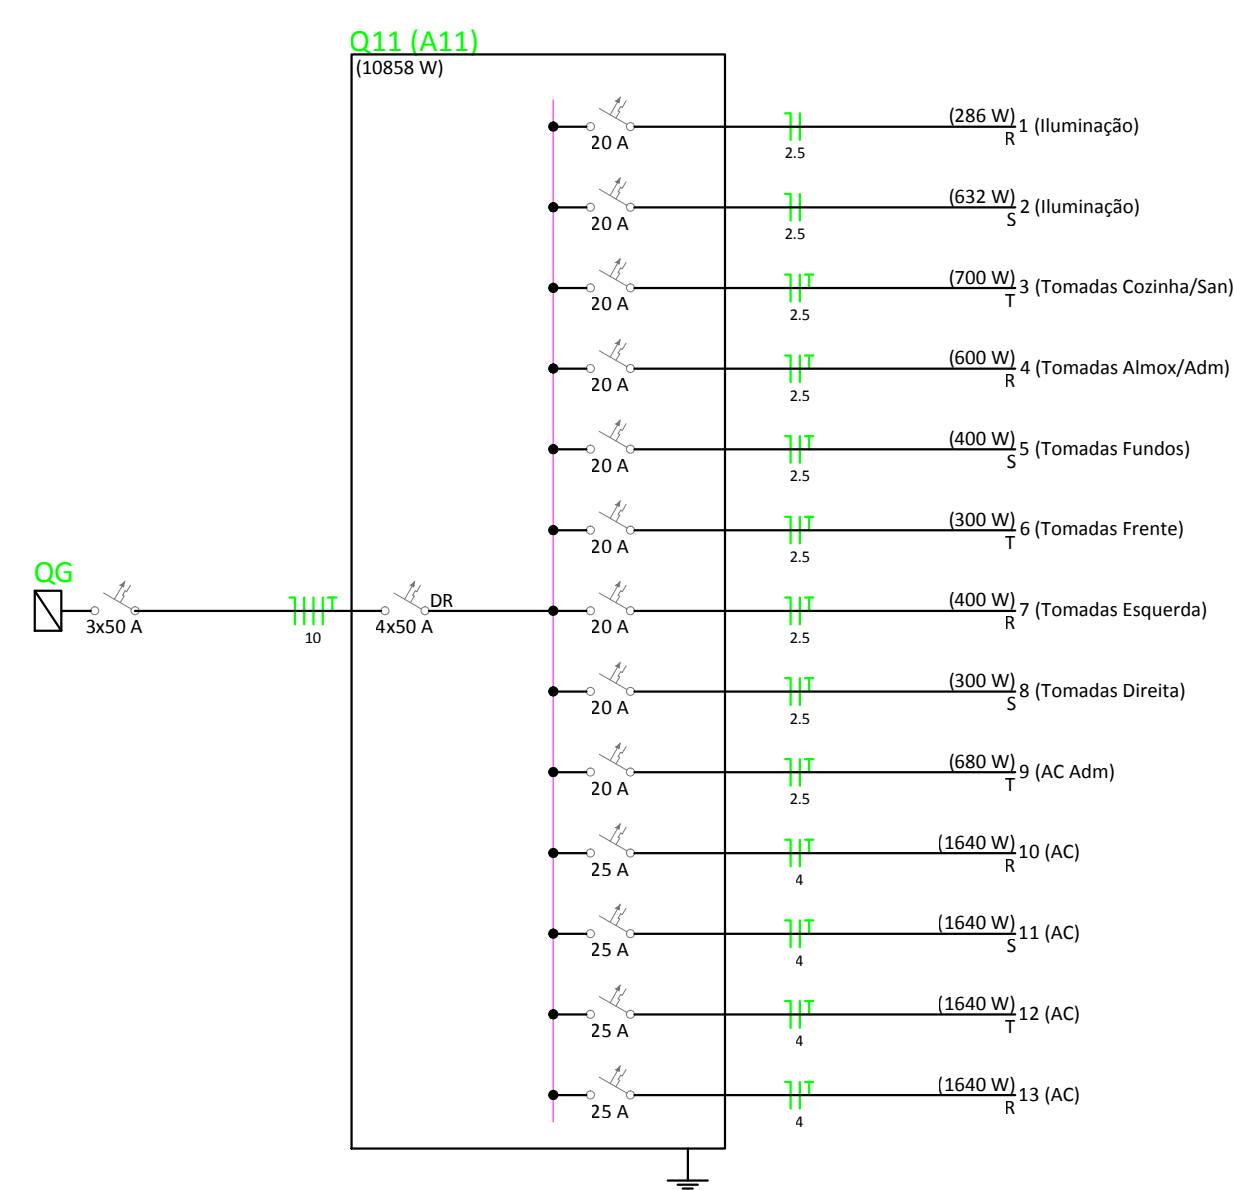 Q11 (A11)
(10858 W)
20 A
2.5
(286 W)
R
1 (Iluminação)
20 A
2.5
(632 W)
S
2 (Iluminação)
20 A
2.5
(700 W)
T
3 (Tomadas Cozinha/San)
20 A
2.5
(600 W)
R
4 (Tomadas Almox/Adm)
20 A
2.5
(400 W)
S
5 (Tomadas Fundos)
20 A
2.5
(300 W)
T
6 (Tomadas Frente)
QG
3x50 A
10
4x50 A
DR
20 A
2.5
(400 W)
R
7 (Tomadas Esquerda)
20 A
2.5
(300 W)
S
8 (Tomadas Direita)
20 A
2.5
(680 W)
T
9 (AC Adm)
25 A
4
(1640 W)
R
10 (AC)
25 A
4
(1640 W)
S
11 (AC)
25 A
4
(1640 W)
T
12 (AC)
25 A
4
(1640 W)
R
13 (AC)